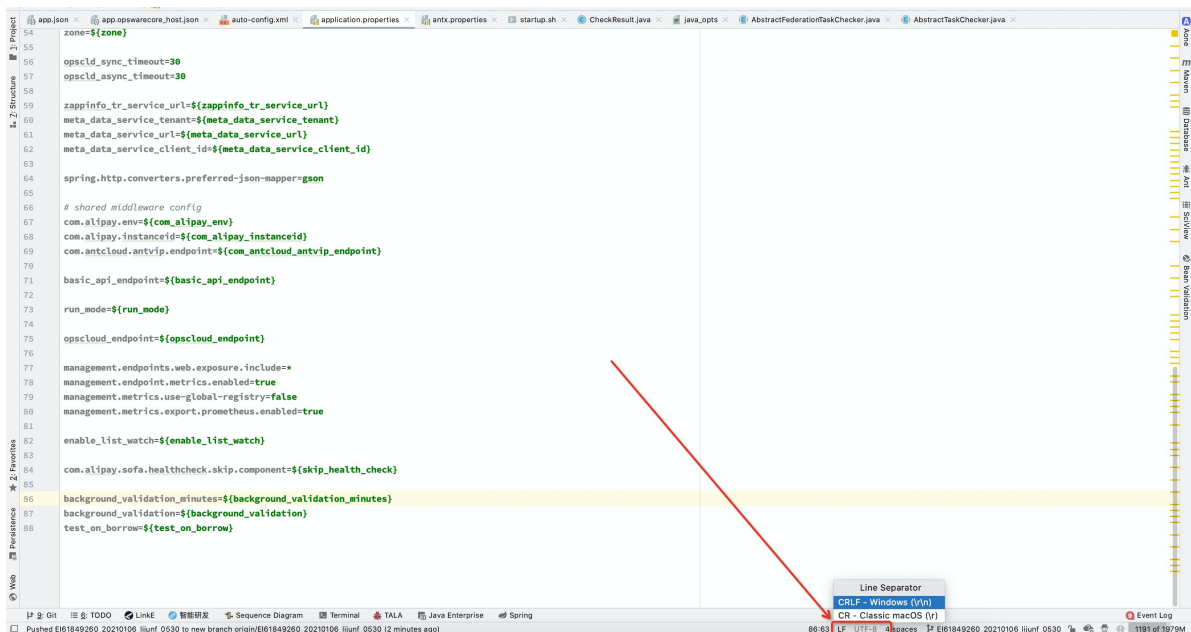 app.json
app.opswarecore_host.json
auto-config.xml
application.properties
antx.properties
startup.sh
CheckResult.java
java_opts
AbstractFederationTaskChecker.java
AbstractTaskChecker.java
1: Project
Z: Structure
2: Favorites
Persistence
Web
54 zone=${zone}
55
56 opscld_sync_timeout=30
57 opscld_async_timeout=30
58
59 zappinfo_tr_service_url=${zappinfo_tr_service_url}
60 meta_data_service_tenant=${meta_data_service_tenant}
61 meta_data_service_url=${meta_data_service_url}
62 meta_data_service_client_id=${meta_data_service_client_id}
63
64 spring.http.converters.preferred-json-mapper=gson
65
66 # shared middleware config
67 com.alipay.env=${com_alipay_env}
68 com.alipay.instanceid=${com_alipay_instanceid}
69 com.antcloud.antvip.endpoint=${com_antcloud_antvip_endpoint}
70
71 basic_api_endpoint=${basic_api_endpoint}
72
73 run_mode=${run_mode}
74
75 opscloud_endpoint=${opscloud_endpoint}
76
77 management.endpoints.web.exposure.include=*
78 management.endpoint.metrics.enabled=true
79 management.metrics.use-global-registry=false
80 management.metrics.export.prometheus.enabled=true
81
82 enable_list_watch=${enable_list_watch}
83
84 com.alipay.sofa.healthcheck.skip.component=${skip_health_check}
85
86 background_validation_minutes=${background_validation_minutes}
87 background_validation=${background_validation}
88 test_on_borrow=${test_on_borrow}
Aone
Maven
Database
Ant
SciView
Bean Validation
Line Separator
CRLF - Windows (\r\n)
CR - Classic macOS (\r)
9: Git
6: TODO
LinkE
智能研发
Sequence Diagram
Terminal
TALA
Java Enterprise
Spring
Event Log
Pushed EI61849260_20210106_lijunf_0530 to new branch origin/EI61849260_20210106_lijunf_0530 (2 minutes ago)
86:63
LF
UTF-8
4 spaces
EI61849260_20210106_lijunf_0530
1191 of 1979M